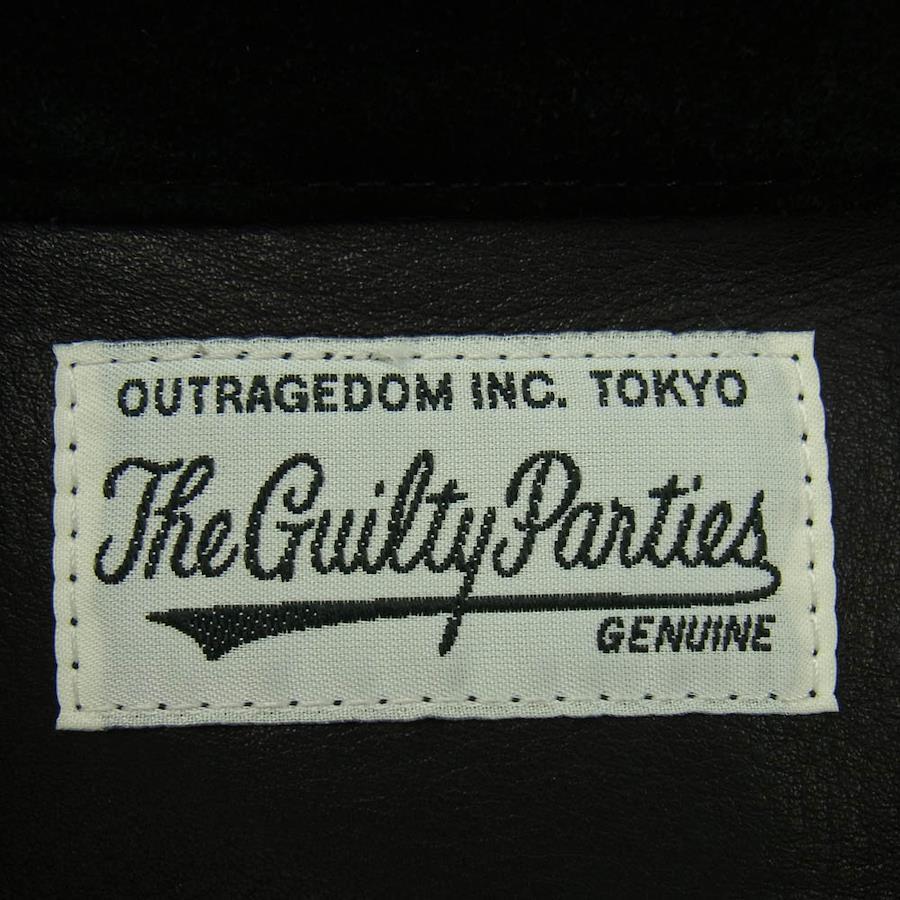 OUTRAGEDOM INC. TOKYO
The Guilty Parties
GENUINE